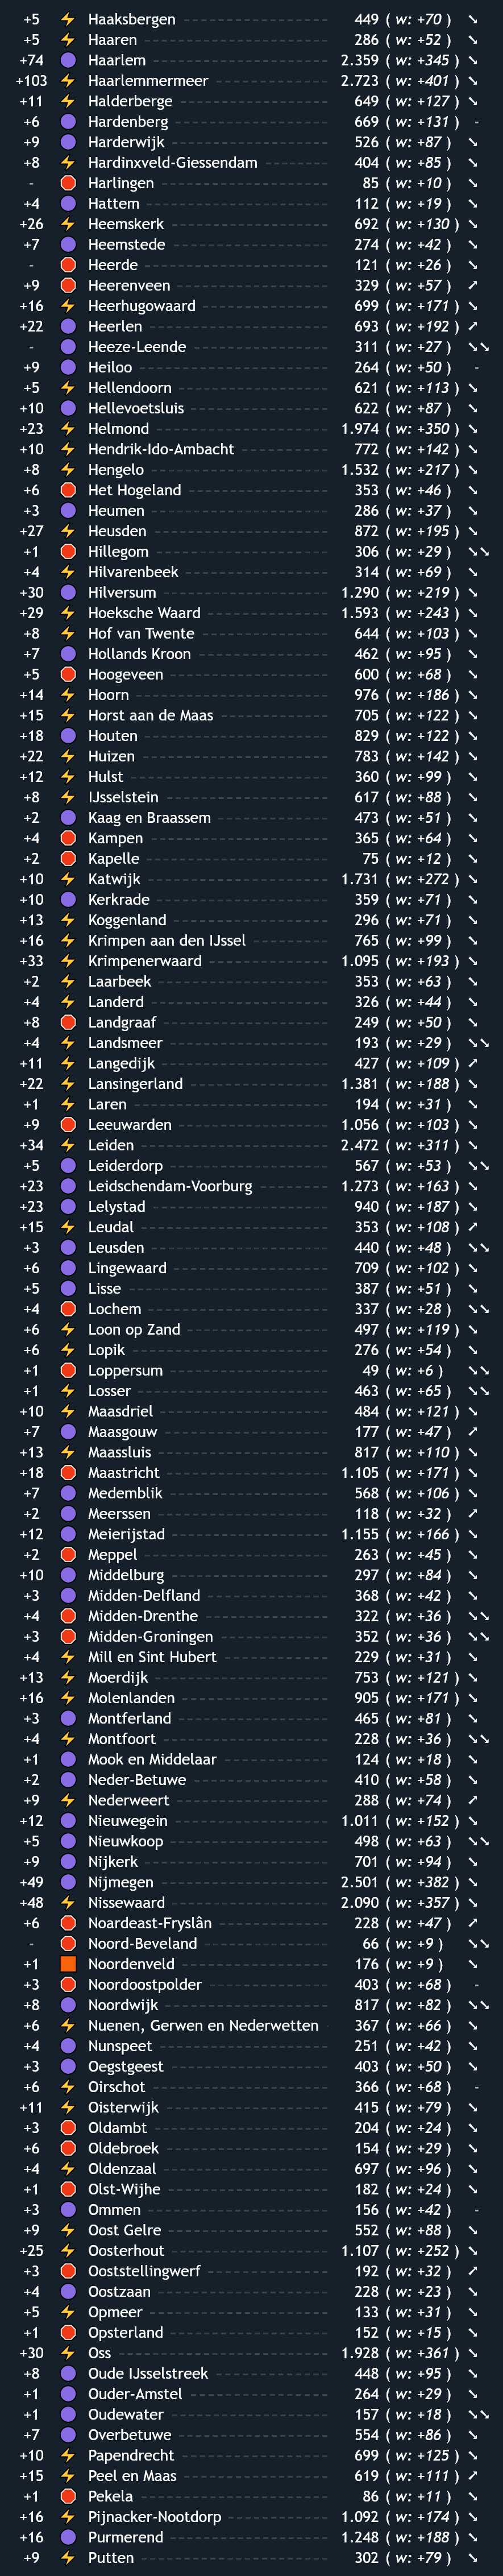 +5 Haaksbergen 449 ( w: +70 ) ↘
+5 Haaren 286 ( w: +52 ) ↘
+74 Haarlem 2.359 ( w: +345 ) ↘
+103 Haarlemmermeer 2.723 ( w: +401 ) ↘
+11 Halderberge 649 ( w: +127 ) ↘
+6 Hardenberg 669 ( w: +131 ) -
+9 Harderwijk 526 ( w: +87 ) ↘
+8 Hardinxveld-Giessendam 404 ( w: +85 ) ↘
- Harlingen 85 ( w: +10 ) ↘
+4 Hattem 112 ( w: +19 ) ↘
+26 Heemskerk 692 ( w: +130 ) ↘
+7 Heemstede 274 ( w: +42 ) ↘
- Heerde 121 ( w: +26 ) ↘
+9 Heerenveen 329 ( w: +57 ) ↗
+16 Heerhugowaard 699 ( w: +171 ) ↘
+22 Heerlen 693 ( w: +192 ) ↗
- Heeze-Leende 311 ( w: +27 ) ↘↘
+9 Heiloo 264 ( w: +50 ) -
+5 Hellendoorn 621 ( w: +113 ) ↘
+10 Hellevoetsluis 622 ( w: +87 ) ↘
+23 Helmond 1.974 ( w: +350 ) ↘
+10 Hendrik-Ido-Ambacht 772 ( w: +142 ) ↘
+8 Hengelo 1.532 ( w: +217 ) ↘
+6 Het Hogeland 353 ( w: +46 ) ↘
+3 Heumen 286 ( w: +37 ) ↘
+27 Heusden 872 ( w: +195 ) ↘
+1 Hillegom 306 ( w: +29 ) ↘↘
+4 Hilvarenbeek 314 ( w: +69 ) ↘
+30 Hilversum 1.290 ( w: +219 ) ↘
+29 Hoeksche Waard 1.593 ( w: +243 ) ↘
+8 Hof van Twente 644 ( w: +103 ) ↘
+7 Hollands Kroon 462 ( w: +95 ) ↘
+5 Hoogeveen 600 ( w: +68 ) ↘
+14 Hoorn 976 ( w: +186 ) ↘
+15 Horst aan de Maas 705 ( w: +122 ) ↘
+18 Houten 829 ( w: +122 ) ↘
+22 Huizen 783 ( w: +142 ) ↘
+12 Hulst 360 ( w: +99 ) ↘
+8 IJsselstein 617 ( w: +88 ) ↘
+2 Kaag en Braassem 473 ( w: +51 ) ↘
+4 Kampen 365 ( w: +64 ) ↘
+2 Kapelle 75 ( w: +12 ) ↘
+10 Katwijk 1.731 ( w: +272 ) ↘
+10 Kerkrade 359 ( w: +71 ) ↘
+13 Koggenland 296 ( w: +71 ) ↘
+16 Krimpen aan den IJssel 765 ( w: +99 ) ↘
+33 Krimpenerwaard 1.095 ( w: +193 ) ↘
+2 Laarbeek 353 ( w: +63 ) ↘
+4 Landerd 326 ( w: +44 ) ↘
+8 Landgraaf 249 ( w: +50 ) ↘
+4 Landsmeer 193 ( w: +29 ) ↘↘
+11 Langedijk 427 ( w: +109 ) ↗
+22 Lansingerland 1.381 ( w: +188 ) ↘
+1 Laren 194 ( w: +31 ) ↘
+9 Leeuwarden 1.056 ( w: +103 ) ↘
+34 Leiden 2.472 ( w: +311 ) ↘
+5 Leiderdorp 567 ( w: +53 ) ↘↘
+23 Leidschendam-Voorburg 1.273 ( w: +163 ) ↘
+23 Lelystad 940 ( w: +187 ) ↘
+15 Leudal 353 ( w: +108 ) ↗
+3 Leusden 440 ( w: +48 ) ↘↘
+6 Lingewaard 709 ( w: +102 ) ↘
+5 Lisse 387 ( w: +51 ) ↘
+4 Lochem 337 ( w: +28 ) ↘↘
+6 Loon op Zand 497 ( w: +119 ) ↘
+6 Lopik 276 ( w: +54 ) ↘
+1 Loppersum 49 ( w: +6 ) ↘↘
+1 Losser 463 ( w: +65 ) ↘↘
+10 Maasdriel 484 ( w: +121 ) ↘
+7 Maasgouw 177 ( w: +47 ) ↗
+13 Maassluis 817 ( w: +110 ) ↘
+18 Maastricht 1.105 ( w: +171 ) ↘
+7 Medemblik 568 ( w: +106 ) ↘
+2 Meerssen 118 ( w: +32 ) ↗
+12 Meierijstad 1.155 ( w: +166 ) ↘
+2 Meppel 263 ( w: +45 ) ↘
+10 Middelburg 297 ( w: +84 ) ↘
+3 Midden-Delfland 368 ( w: +42 ) ↘
+4 Midden-Drenthe 322 ( w: +36 ) ↘↘
+3 Midden-Groningen 352 ( w: +36 ) ↘↘
+4 Mill en Sint Hubert 229 ( w: +31 ) ↘
+13 Moerdijk 753 ( w: +121 ) ↘
+16 Molenlanden 905 ( w: +171 ) ↘
+3 Montferland 465 ( w: +81 ) ↘
+4 Montfoort 228 ( w: +36 ) ↘↘
+1 Mook en Middelaar 124 ( w: +18 ) ↘
+2 Neder-Betuwe 410 ( w: +58 ) ↘
+9 Nederweert 288 ( w: +74 ) ↗
+12 Nieuwegein 1.011 ( w: +152 ) ↘
+5 Nieuwkoop 498 ( w: +63 ) ↘↘
+9 Nijkerk 701 ( w: +94 ) ↘
+49 Nijmegen 2.501 ( w: +382 ) ↘
+48 Nissewaard 2.090 ( w: +357 ) ↘
+6 Noardeast-Fryslân 228 ( w: +47 ) ↗
- Noord-Beveland 66 ( w: +9 ) ↘↘
+1 Noordenveld 176 ( w: +9 ) ↘
+3 Noordoostpolder 403 ( w: +68 ) -
+8 Noordwijk 817 ( w: +82 ) ↘↘
+6 Nuenen, Gerwen en Nederwetten 367 ( w: +66 ) ↘
+4 Nunspeet 251 ( w: +42 ) ↘
+3 Oegstgeest 403 ( w: +50 ) ↘
+6 Oirschot 366 ( w: +68 ) -
+11 Oisterwijk 415 ( w: +79 ) ↘
+3 Oldambt 204 ( w: +24 ) ↘
+6 Oldebroek 154 ( w: +29 ) ↘
+4 Oldenzaal 697 ( w: +96 ) ↘
+1 Olst-Wijhe 182 ( w: +24 ) ↘
+3 Ommen 156 ( w: +42 ) -
+9 Oost Gelre 552 ( w: +88 ) ↘
+25 Oosterhout 1.107 ( w: +252 ) ↘
+3 Ooststellingwerf 192 ( w: +32 ) ↗
+4 Oostzaan 228 ( w: +23 ) ↘
+5 Opmeer 133 ( w: +31 ) ↘
+1 Opsterland 152 ( w: +15 ) ↘
+30 Oss 1.928 ( w: +361 ) ↘
+8 Oude IJsselstreek 448 ( w: +95 ) ↘
+1 Ouder-Amstel 264 ( w: +29 ) ↘
+1 Oudewater 157 ( w: +18 ) ↘↘
+7 Overbetuwe 554 ( w: +86 ) ↘
+10 Papendrecht 699 ( w: +125 ) ↘
+15 Peel en Maas 619 ( w: +111 ) ↗
+1 Pekela 86 ( w: +11 ) ↘
+16 Pijnacker-Nootdorp 1.092 ( w: +174 ) ↘
+16 Purmerend 1.248 ( w: +188 ) ↘
+9 Putten 302 ( w: +79 ) ↘